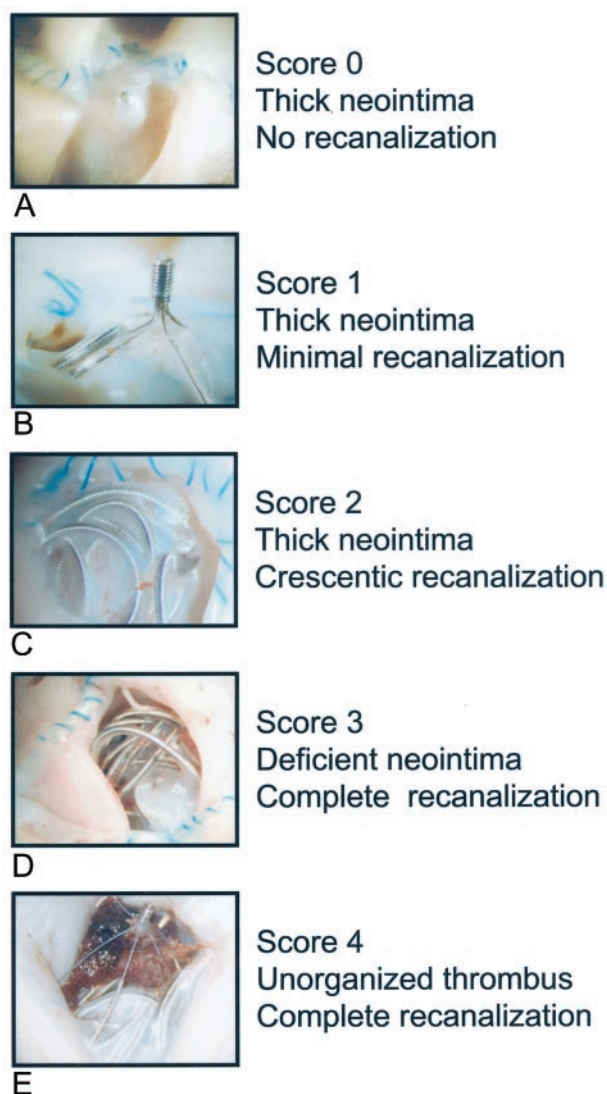 Score 0
Thick neointima
No recanalization
A
Score 1
Thick neointima
Minimal recanalization
B
Score 2
Thick neointima
Crescentic recanalization
C
Score 3
Deficient neointima
Complete recanalization
D
Score 4
Unorganized thrombus
Complete recanalization
E